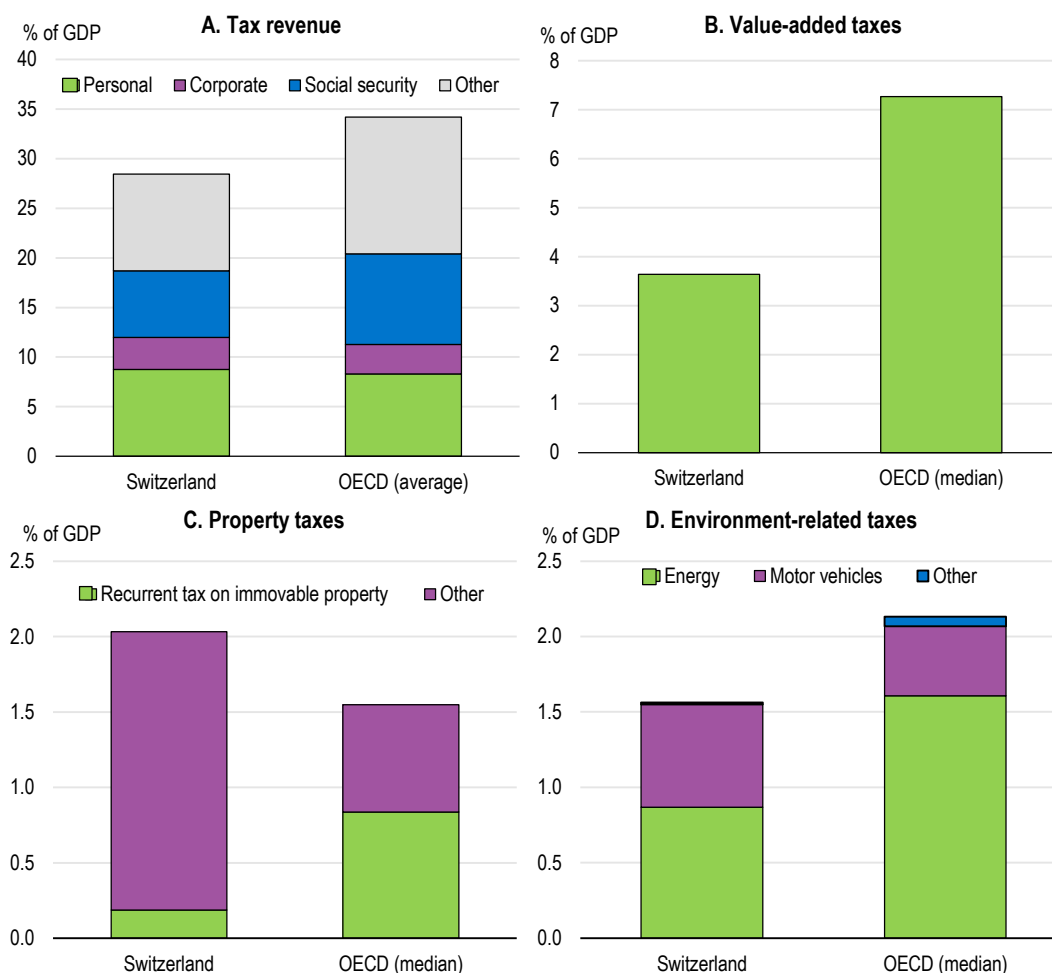 A. Tax revenue
% of GDP
40
Personal Corporate Social security Other
35
30
25
20
15
10
5
0
Switzerland OECD (average)
B. Value-added taxes
% of GDP
8
7
6
5
4
3
2
1
0
Switzerland OECD (median)
C. Property taxes
% of GDP
2.5
Recurrent tax on immovable property Other
2.0
1.5
1.0
0.5
0.0
Switzerland OECD (median)
D. Environment-related taxes
% of GDP
2.5
Energy Motor vehicles Other
2.0
1.5
1.0
0.5
0.0
Switzerland OECD (median)